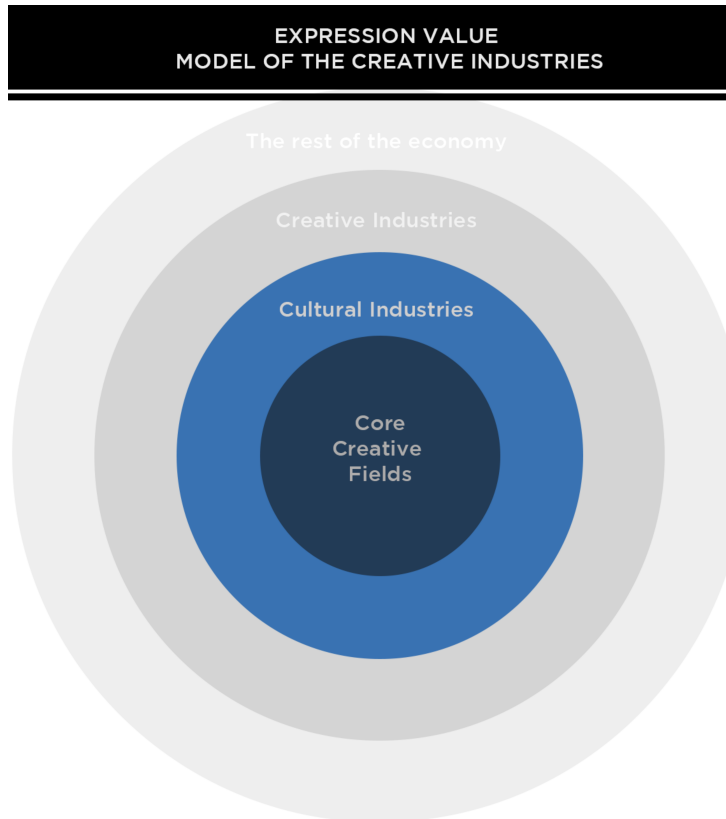 EXPRESSION VALUE
MODEL OF THE CREATIVE INDUSTRIES
The rest of the economy
Creative Industries
Cultural Industries
Core
Creative
Fields